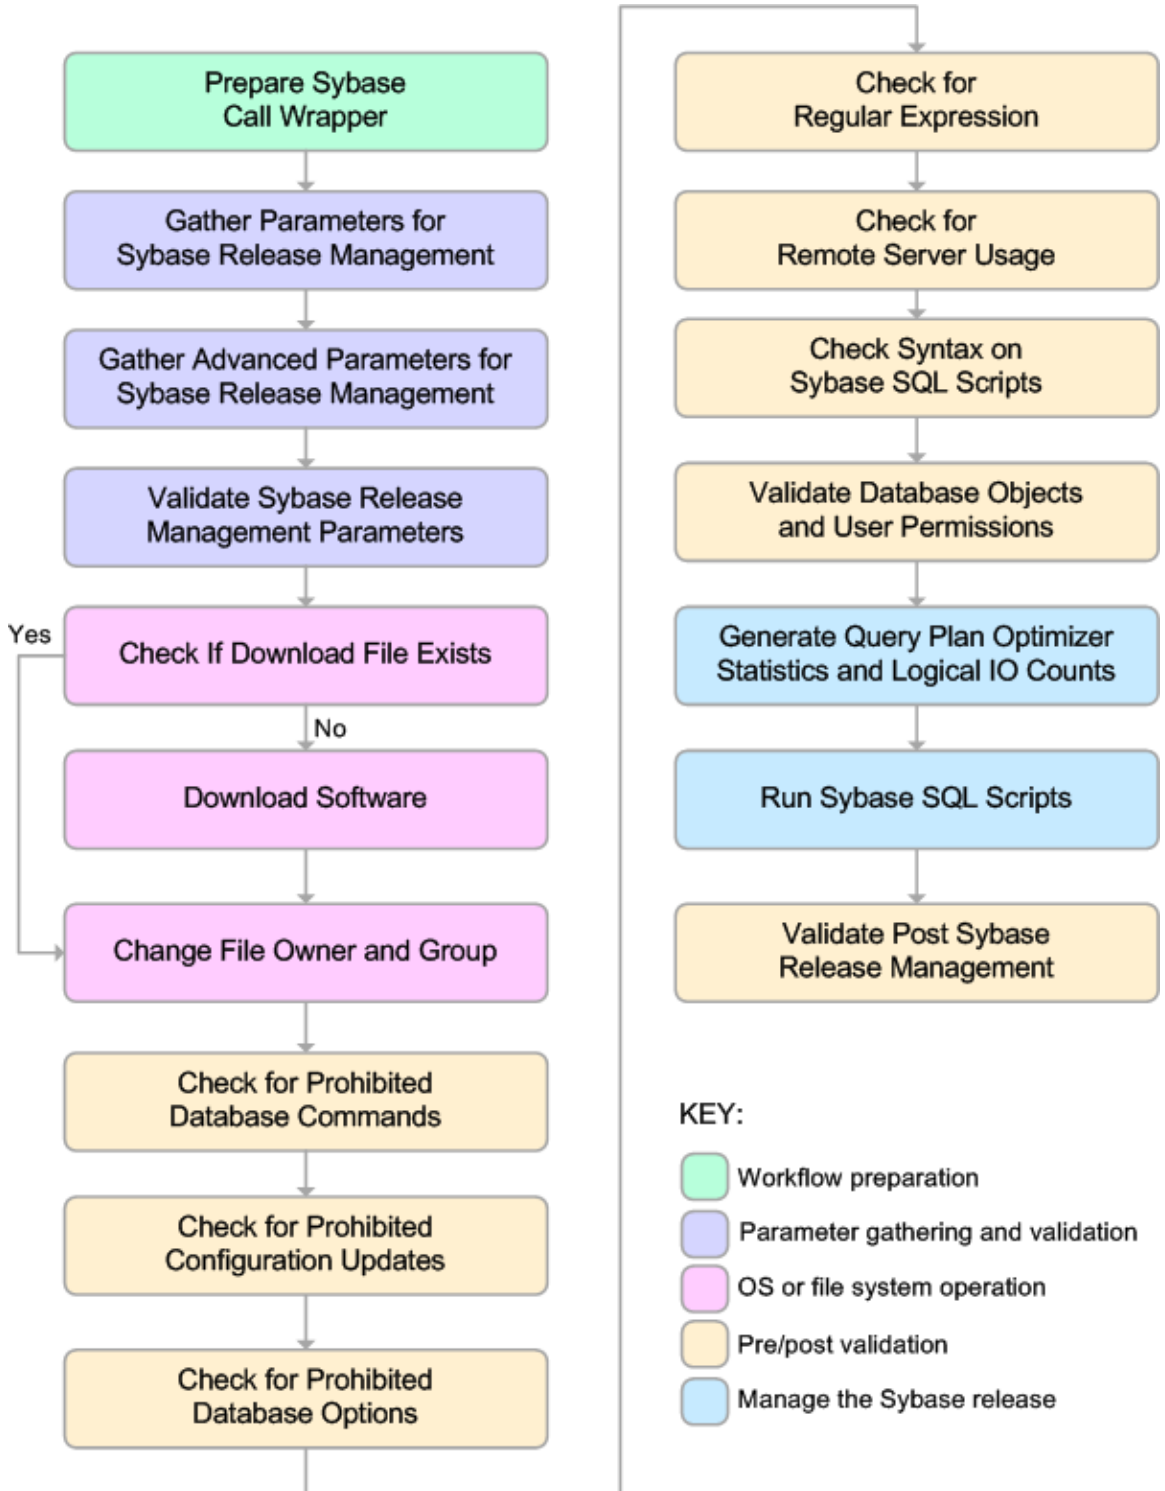 Prepare Sybase
Call Wrapper
Gather Parameters for
Sybase Release Management
Gather Advanced Parameters for
Sybase Release Management
Validate Sybase Release
Management Parameters
Yes
Check If Download File Exists
No
Download Software
Change File Owner and Group
Check for Prohibited
Database Commands
Check for Prohibited
Configuration Updates
Check for Prohibited
Database Options
Check for
Regular Expression
Check for
Remote Server Usage
Check Syntax on
Sybase SQL Scripts
Validate Database Objects
and User Permissions
Generate Query Plan Optimizer
Statistics and Logical IO Counts
Run Sybase SQL Scripts
Validate Post Sybase
Release Management
KEY:
Workflow preparation
Parameter gathering and validation
OS or file system operation
Pre/post validation
Manage the Sybase release